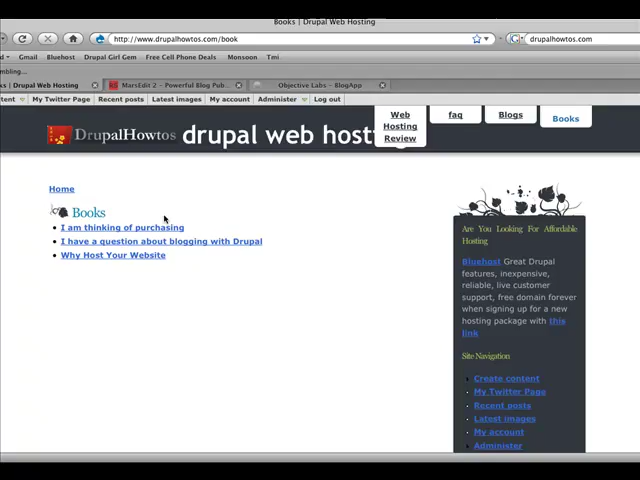 Books | Drupal Web Hosting
http://www.drupalhowtos.com/book
drupalhowtos.com
Gmail Bluehost Drupal Girl Gem Free Cell Phone Deals Monsoon Tmi
mbling...
ks | Drupal Web Hosting MarsEdit 2 – Powerful Blog Pub... Objective Labs – BlogApp
tent My Twitter Page Recent posts Latest images My account Administer Log out
DrupalHowtos drupal web hosti
Web
Hosting
Review
faq
Blogs
Books
Home
Books
I am thinking of purchasing
I have a question about blogging with Drupal
Why Host Your Website
Are You Looking For Affordable
Hosting
Bluehost Great Drupal
features, inexpensive,
reliable, live customer
support, free domain forever
when signing up for a new
hosting package with this
link
Site Navigation
Create content
My Twitter Page
Recent posts
Latest images
My account
Administer